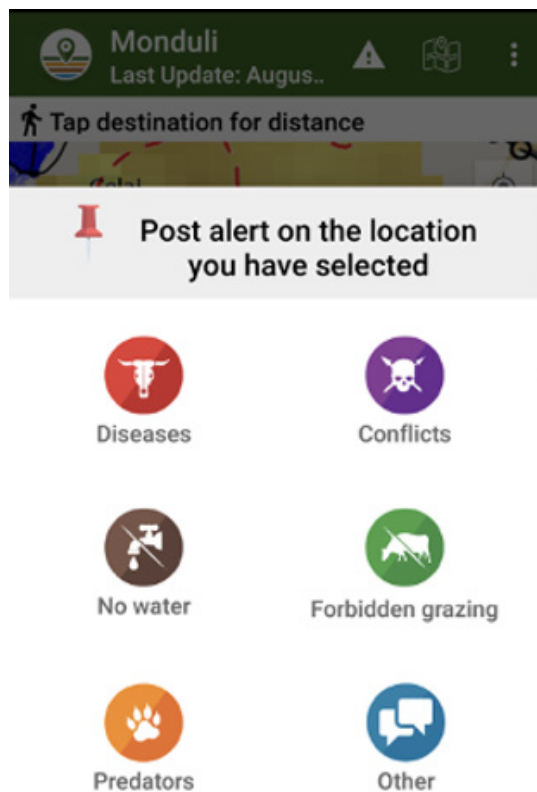 Monduli
Last Update: Augus..
Tap destination for distance
Post alert on the location
you have selected
Diseases
Conflicts
No water
Forbidden grazing
Predators
Other